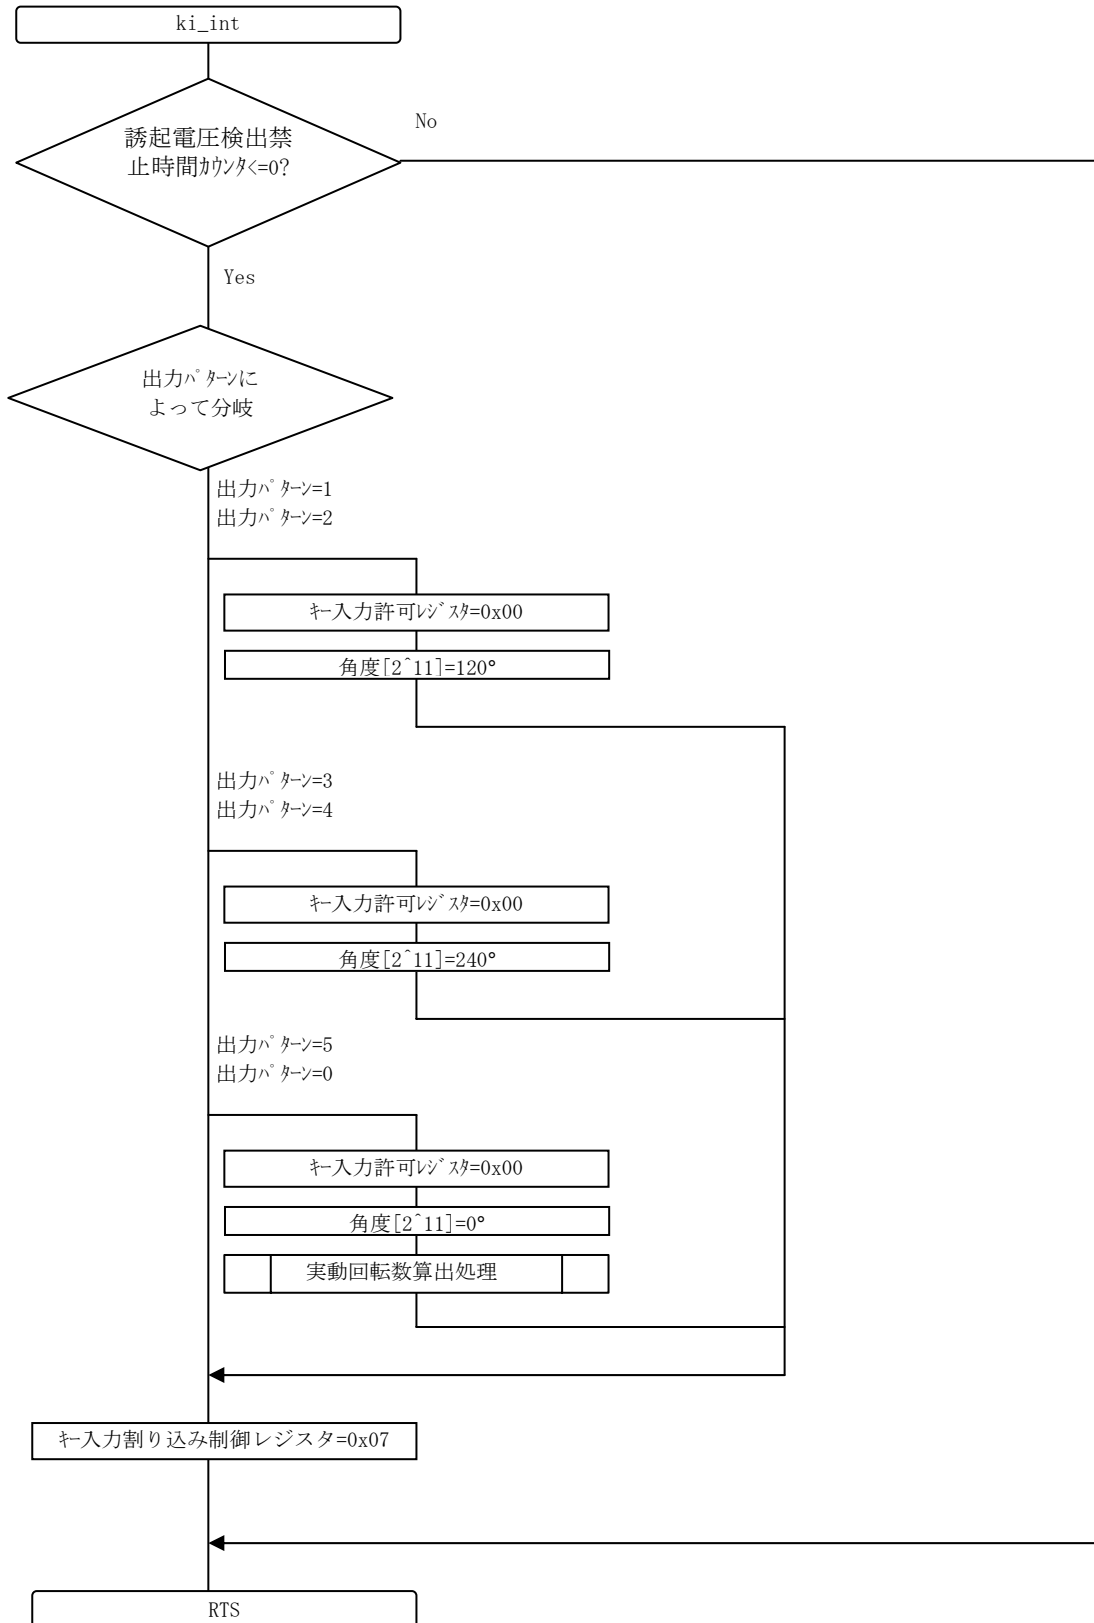 ki_int
誘起電圧検出禁
止時間ｶｳﾝﾀ<=0?
No
Yes
出力ﾊﾟﾀｰﾝに
よって分岐
出力ﾊﾟﾀｰﾝ=1
出力ﾊﾟﾀｰﾝ=2
ｷｰ入力許可ﾚｼﾞｽﾀ=0x00
角度[2^11]=120°
出力ﾊﾟﾀｰﾝ=3
出力ﾊﾟﾀｰﾝ=4
ｷｰ入力許可ﾚｼﾞｽﾀ=0x00
角度[2^11]=240°
出力ﾊﾟﾀｰﾝ=5
出力ﾊﾟﾀｰﾝ=0
ｷｰ入力許可ﾚｼﾞｽﾀ=0x00
角度[2^11]=0°
実動回転数算出処理
ｷｰ入力割り込み制御レジスタ=0x07
RTS